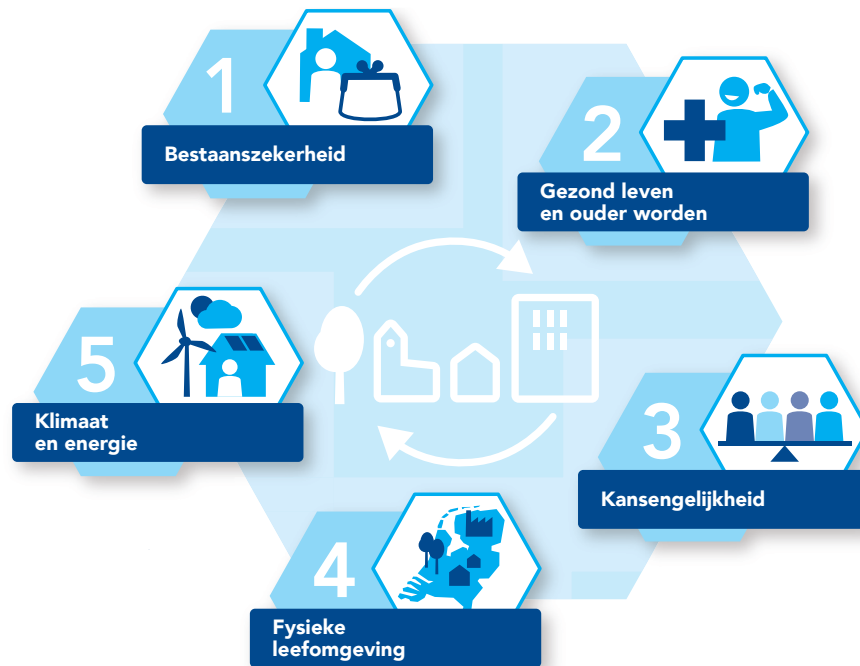 1
Bestaanszekerheid
2
Gezond leven
en ouder worden
3
Kansengelijkheid
4
Fysieke
leefomgeving
5
Klimaat
en energie